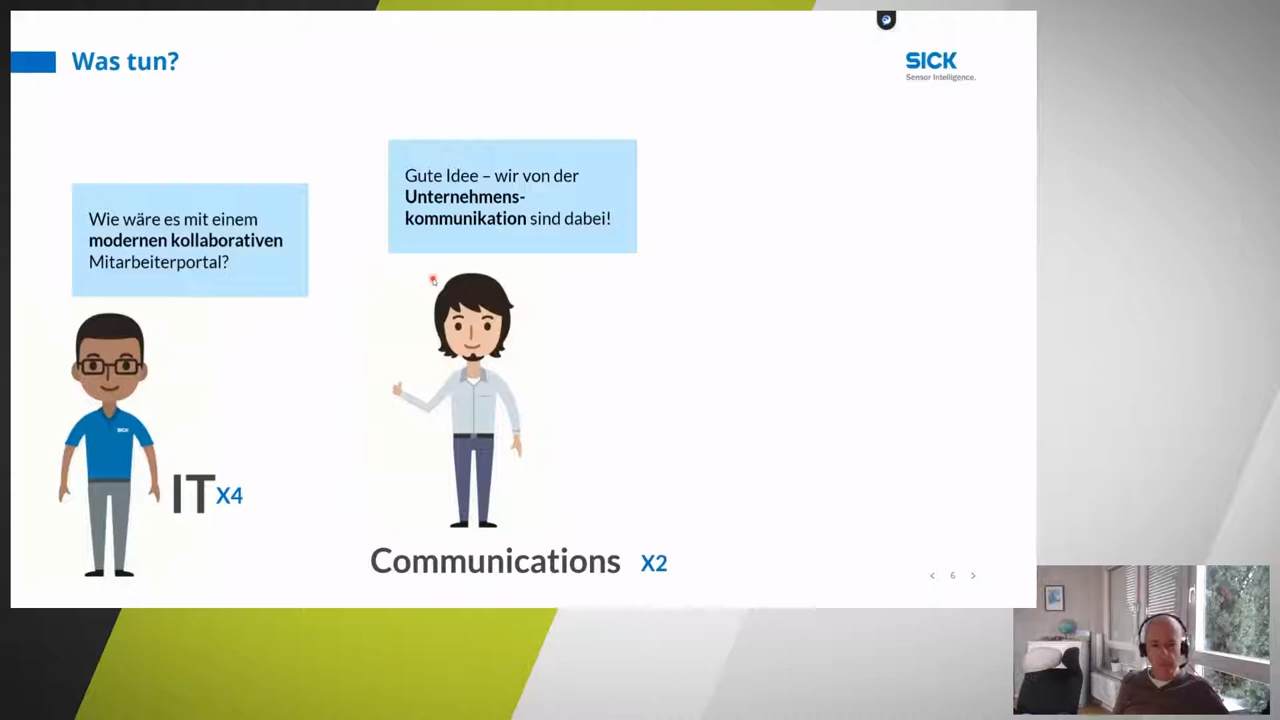 Was tun?
SICK
Sensor Intelligence.
Wie wäre es mit einem
modernen kollaborativen
Mitarbeiterportal?
Gute Idee – wir von der
Unternehmens-
kommunikation sind dabei!
SICK
IT X4
Communications X2
< 6 >